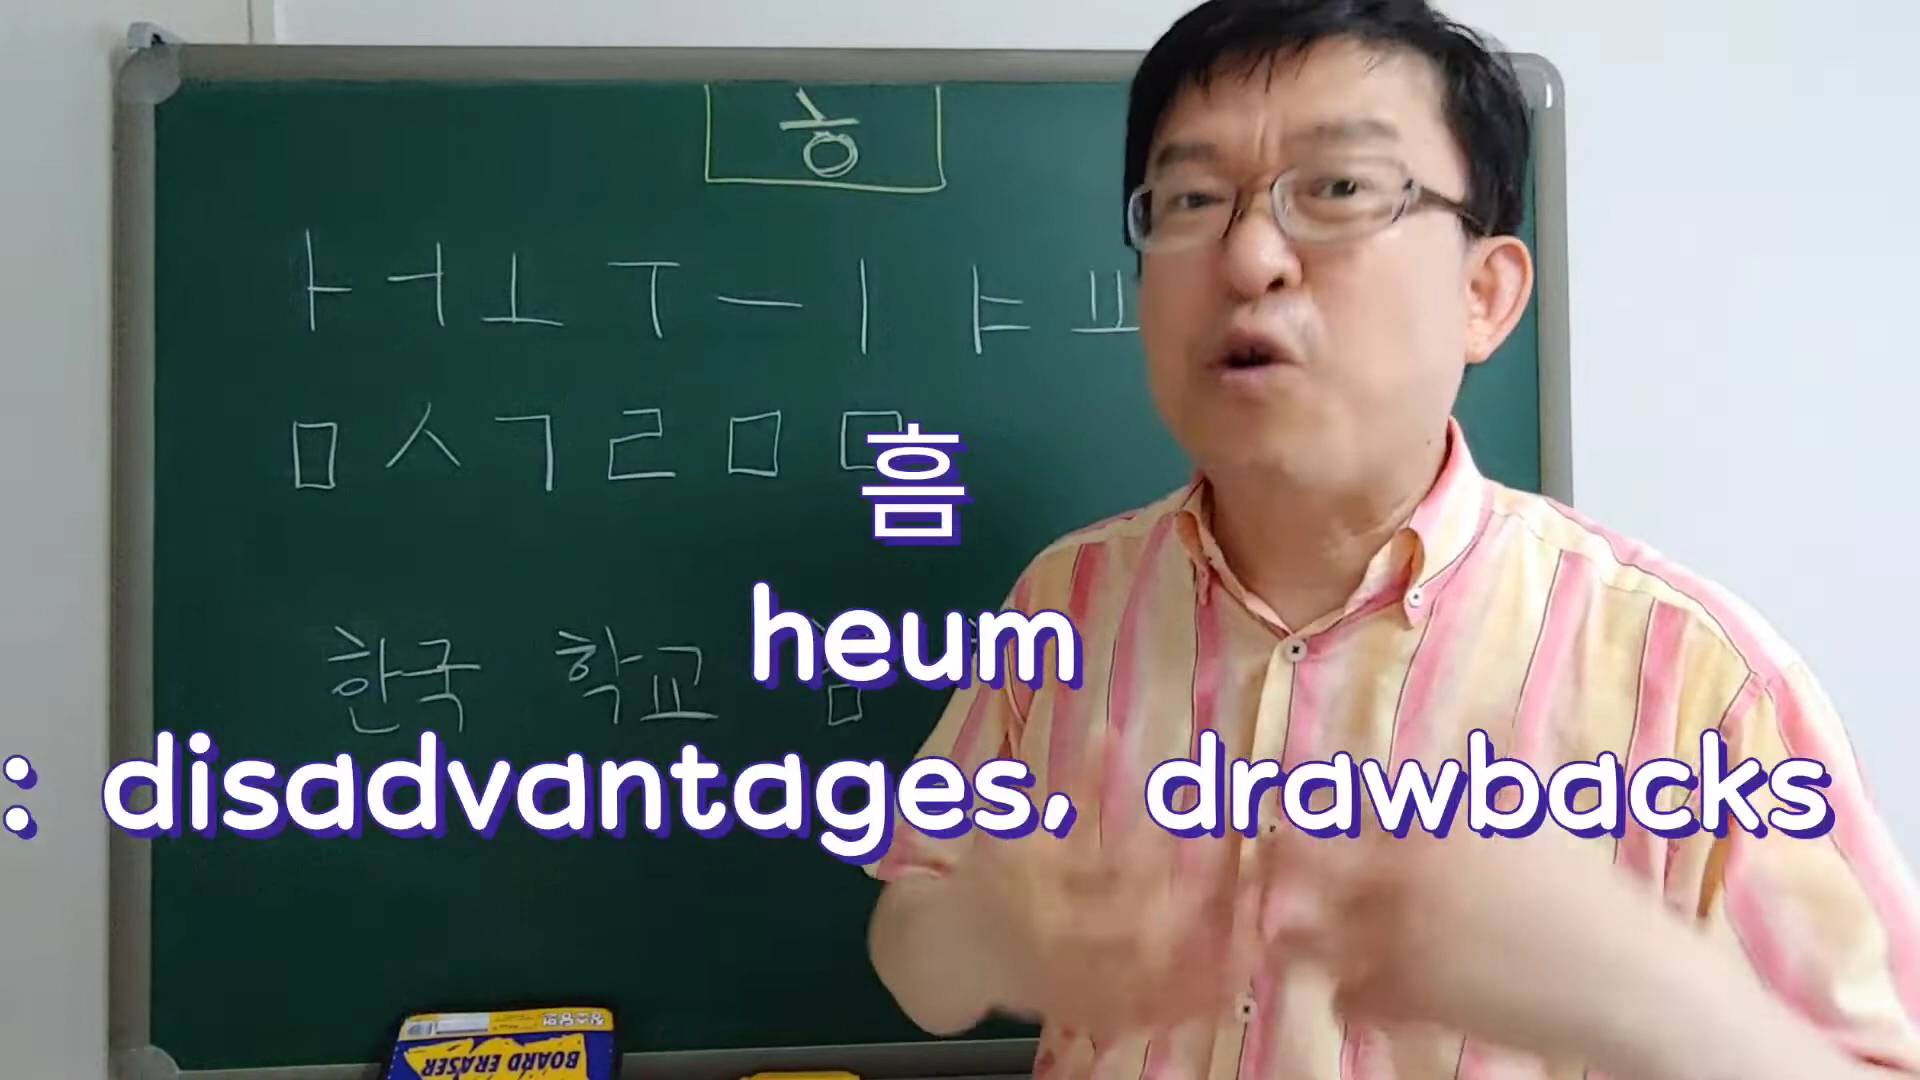 ㅎ
ㅏ ㅓ ㅗ ㅜ ㅡ ㅣ ㅑ ㅛ
ㅁ ㅅ ㄱ ㄹ ㅁ ㅁ
흠
heum
한국 학교
: disadvantages, drawbacks
BOARD ERASER